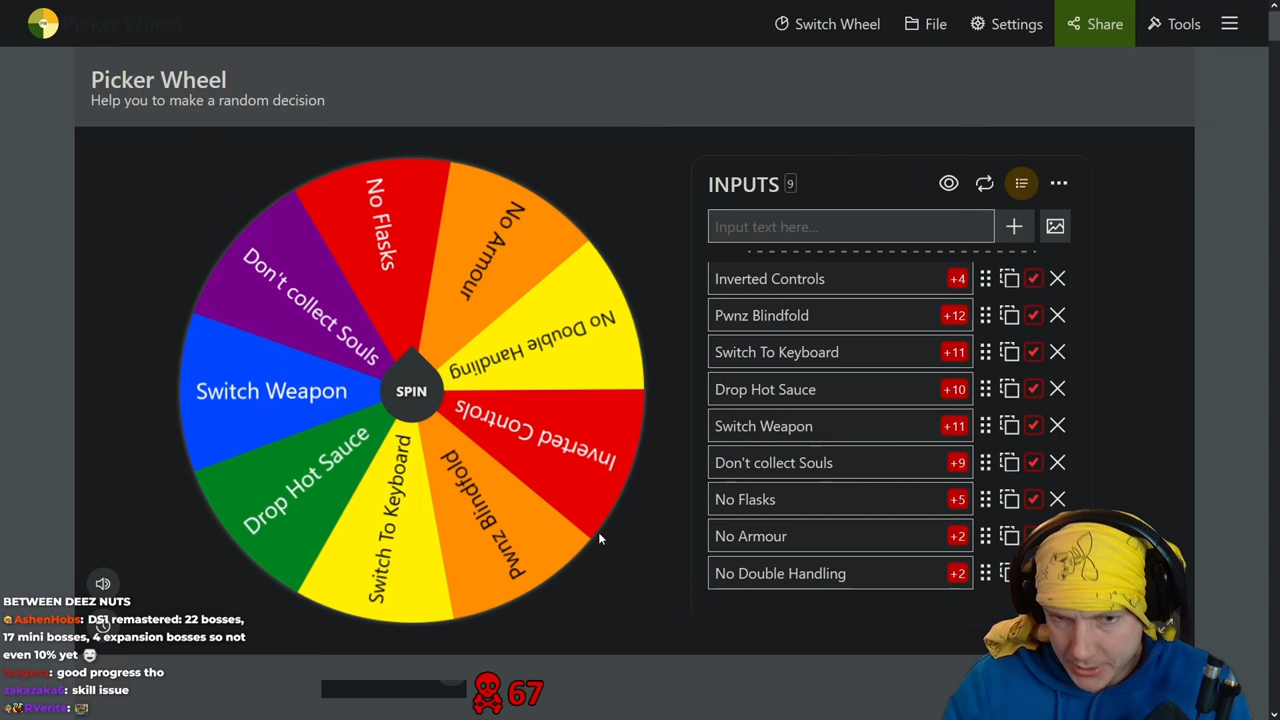 Picker Wheel
Switch Wheel
File
Settings
Share
Tools
Picker Wheel
Help you to make a random decision
No Flasks
No Armour
No Double Handling
Inverted Controls
Pwnz Blindfold
Switch To Keyboard
Drop Hot Sauce
Switch Weapon
Don't collect Souls
SPIN
INPUTS 9
Input text here...
Inverted Controls +4
Pwnz Blindfold +12
Switch To Keyboard +11
Drop Hot Sauce +10
Switch Weapon +11
Don't collect Souls +9
No Flasks +5
No Armour +2
No Double Handling +2
BETWEEN DEEZ NUTS
AshenHobs: DS1 remastered: 22 bosses,
17 mini bosses, 4 expansion bosses so not
even 10% yet
good progress tho
zakazaka6: skill issue
RVerite:
67